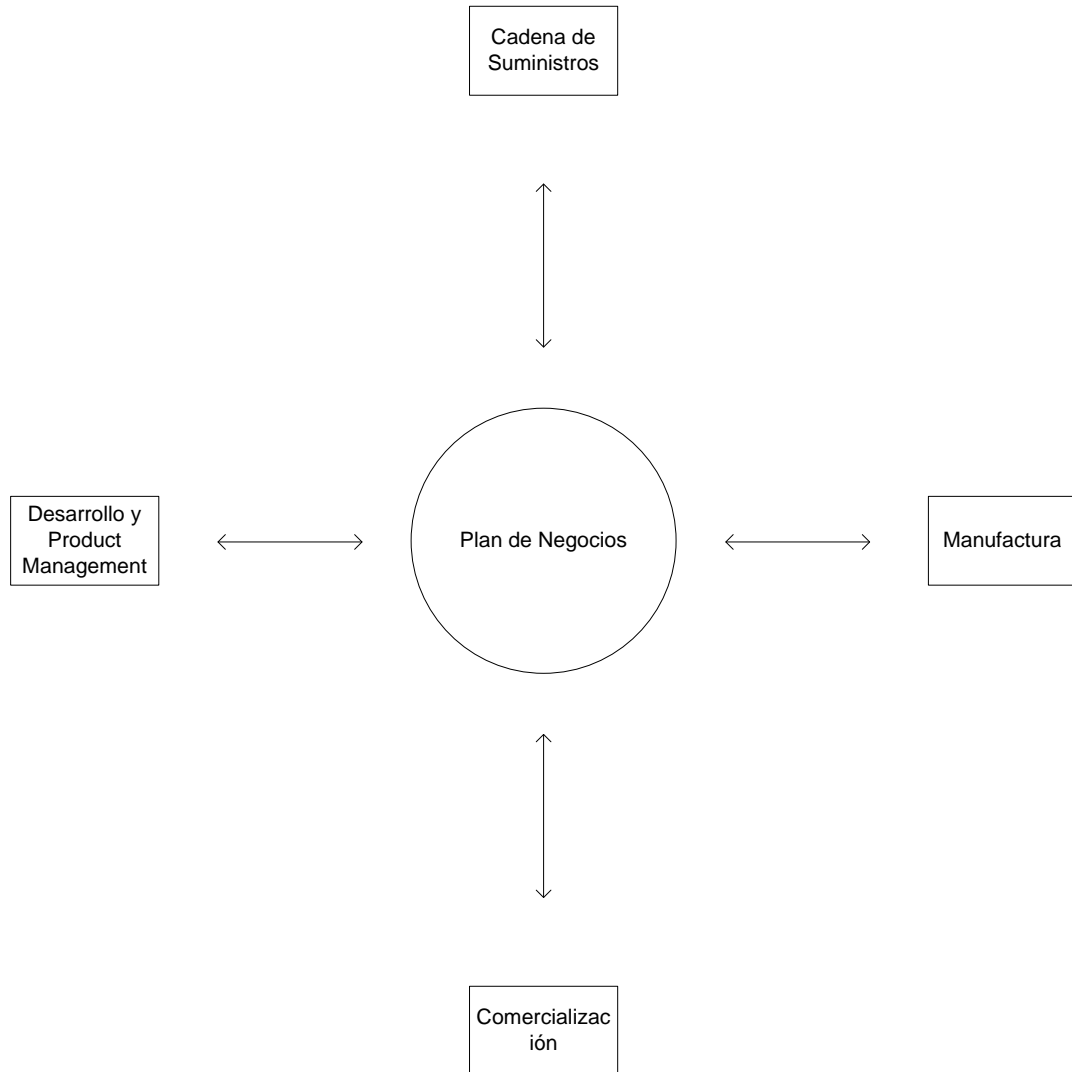 Cadena de
Suministros
Desarrollo y
Product
Management
Plan de Negocios
Manufactura
Comercializac
ión